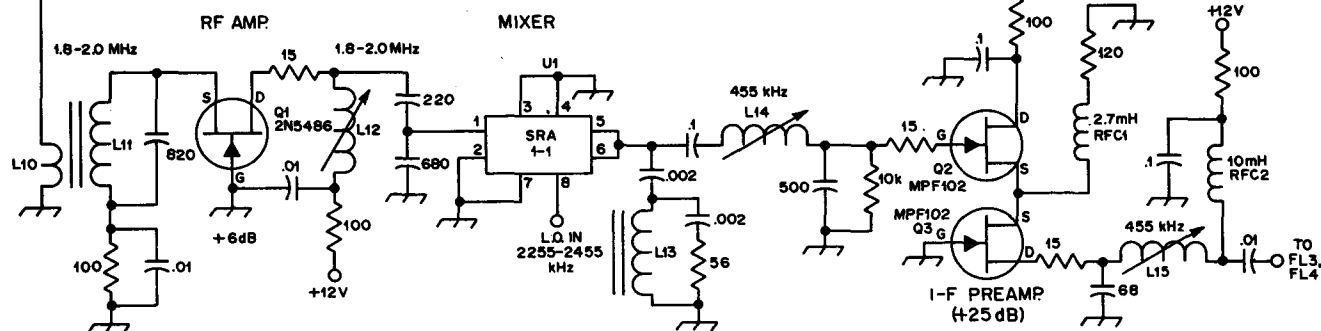 RF AMP.
MIXER
1.8-2.0 MHz
L10
L11
820
100
.01
S
D
G
Q1
2N5486
+6dB
15
1.8-2.0 MHz
L12
.01
100
+12V
220
680
U1
3
4
1
2
SRA
1-1
5
6
7
8
L.O. IN
2255-2455
kHz
.1
.002
L13
.002
56
455 kHz
L14
500
10k
15
100
.1
D
G
S
Q2
MPF102
120
2.7mH
RFC1
MPF102
Q3
G
S
D
15
I-F PREAMP.
(+25dB)
455 kHz
L15
68
+12V
100
.1
10mH
RFC2
.01
TO
FL3,
FL4